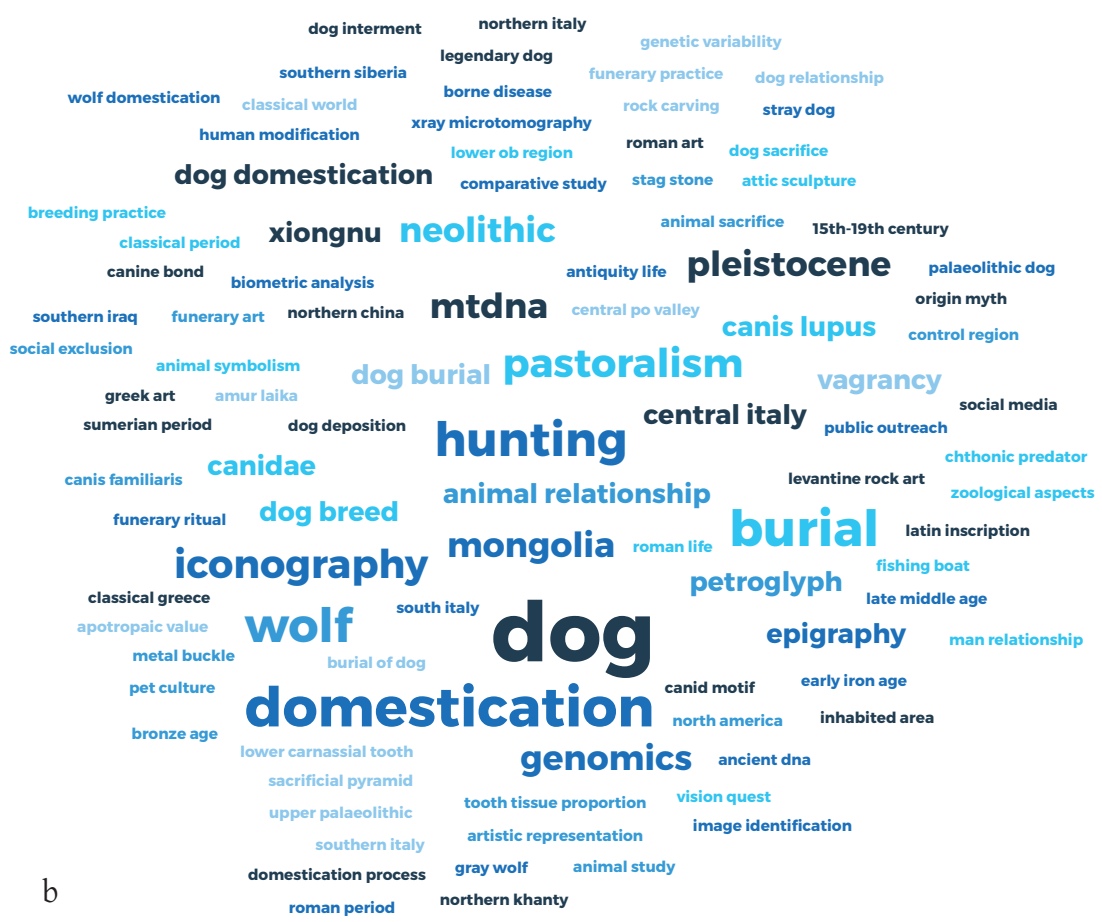 northern italy
dog interment
genetic variability
legendary dog
southern siberia
funerary practice
dog relationship
borne disease
wolf domestication
classical world
rock carving
stray dog
xray microtomography
human modification
roman art
lower ob region
dog sacrifice
dog domestication
comparative study
stag stone
attic sculpture
breeding practice
animal sacrifice
15th-19th century
xiongnu
neolithic
classical period
pleistocene
palaeolithic dog
canine bond
antiquity life
biometric analysis
origin myth
mtdna
central po valley
northern china
southern iraq
funerary art
canis lupus
control region
social exclusion
animal symbolism
pastoralism
dog burial
vagrancy
greek art
amur laika
social media
central italy
sumerian period
dog deposition
public outreach
hunting
chthonic predator
canidae
canis familiaris
levantine rock art
zoological aspects
animal relationship
dog breed
funerary ritual
burial
latin inscription
mongolia
roman life
iconography
fishing boat
petroglyph
classical greece
late middle age
south italy
wolf
apotropaic value
dog
epigraphy
man relationship
metal buckle
burial of dog
pet culture
canid motif
early iron age
domestication
north america
inhabited area
bronze age
lower carnassial tooth
genomics
ancient dna
sacrificial pyramid
vision quest
tooth tissue proportion
upper palaeolithic
image identification
artistic representation
southern italy
gray wolf
animal study
domestication process
b
northern khanty
roman period